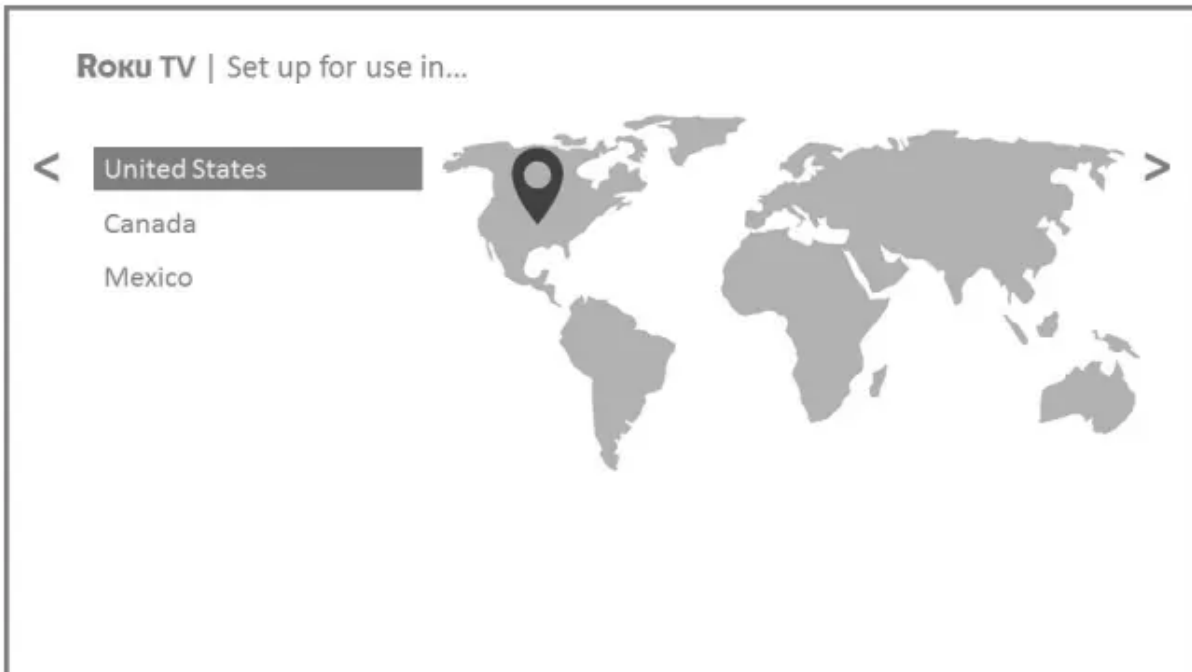 ROKU TV | Set up for use in...
< United States >
Canada
Mexico